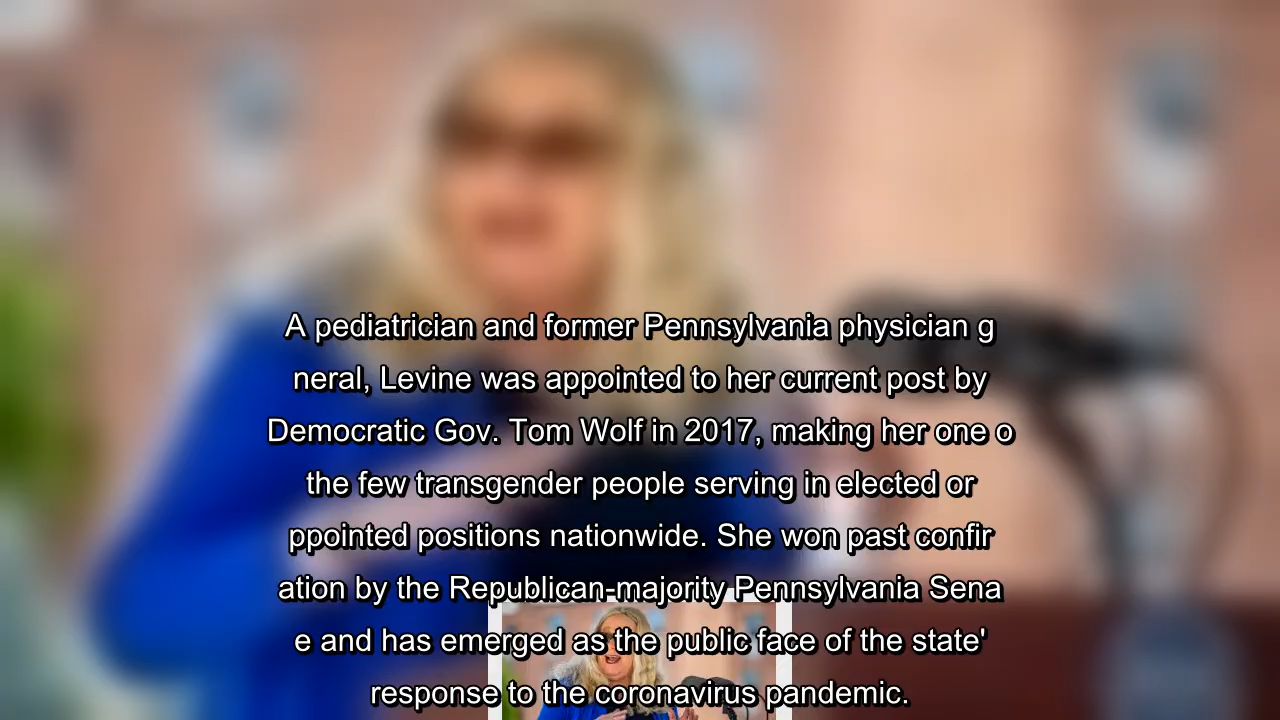 A pediatrician and former Pennsylvania physician g
neral, Levine was appointed to her current post by
Democratic Gov. Tom Wolf in 2017, making her one o
the few transgender people serving in elected or
ppointed positions nationwide. She won past confir
ation by the Republican-majority Pennsylvania Sena
e and has emerged as the public face of the state'
response to the coronavirus pandemic.